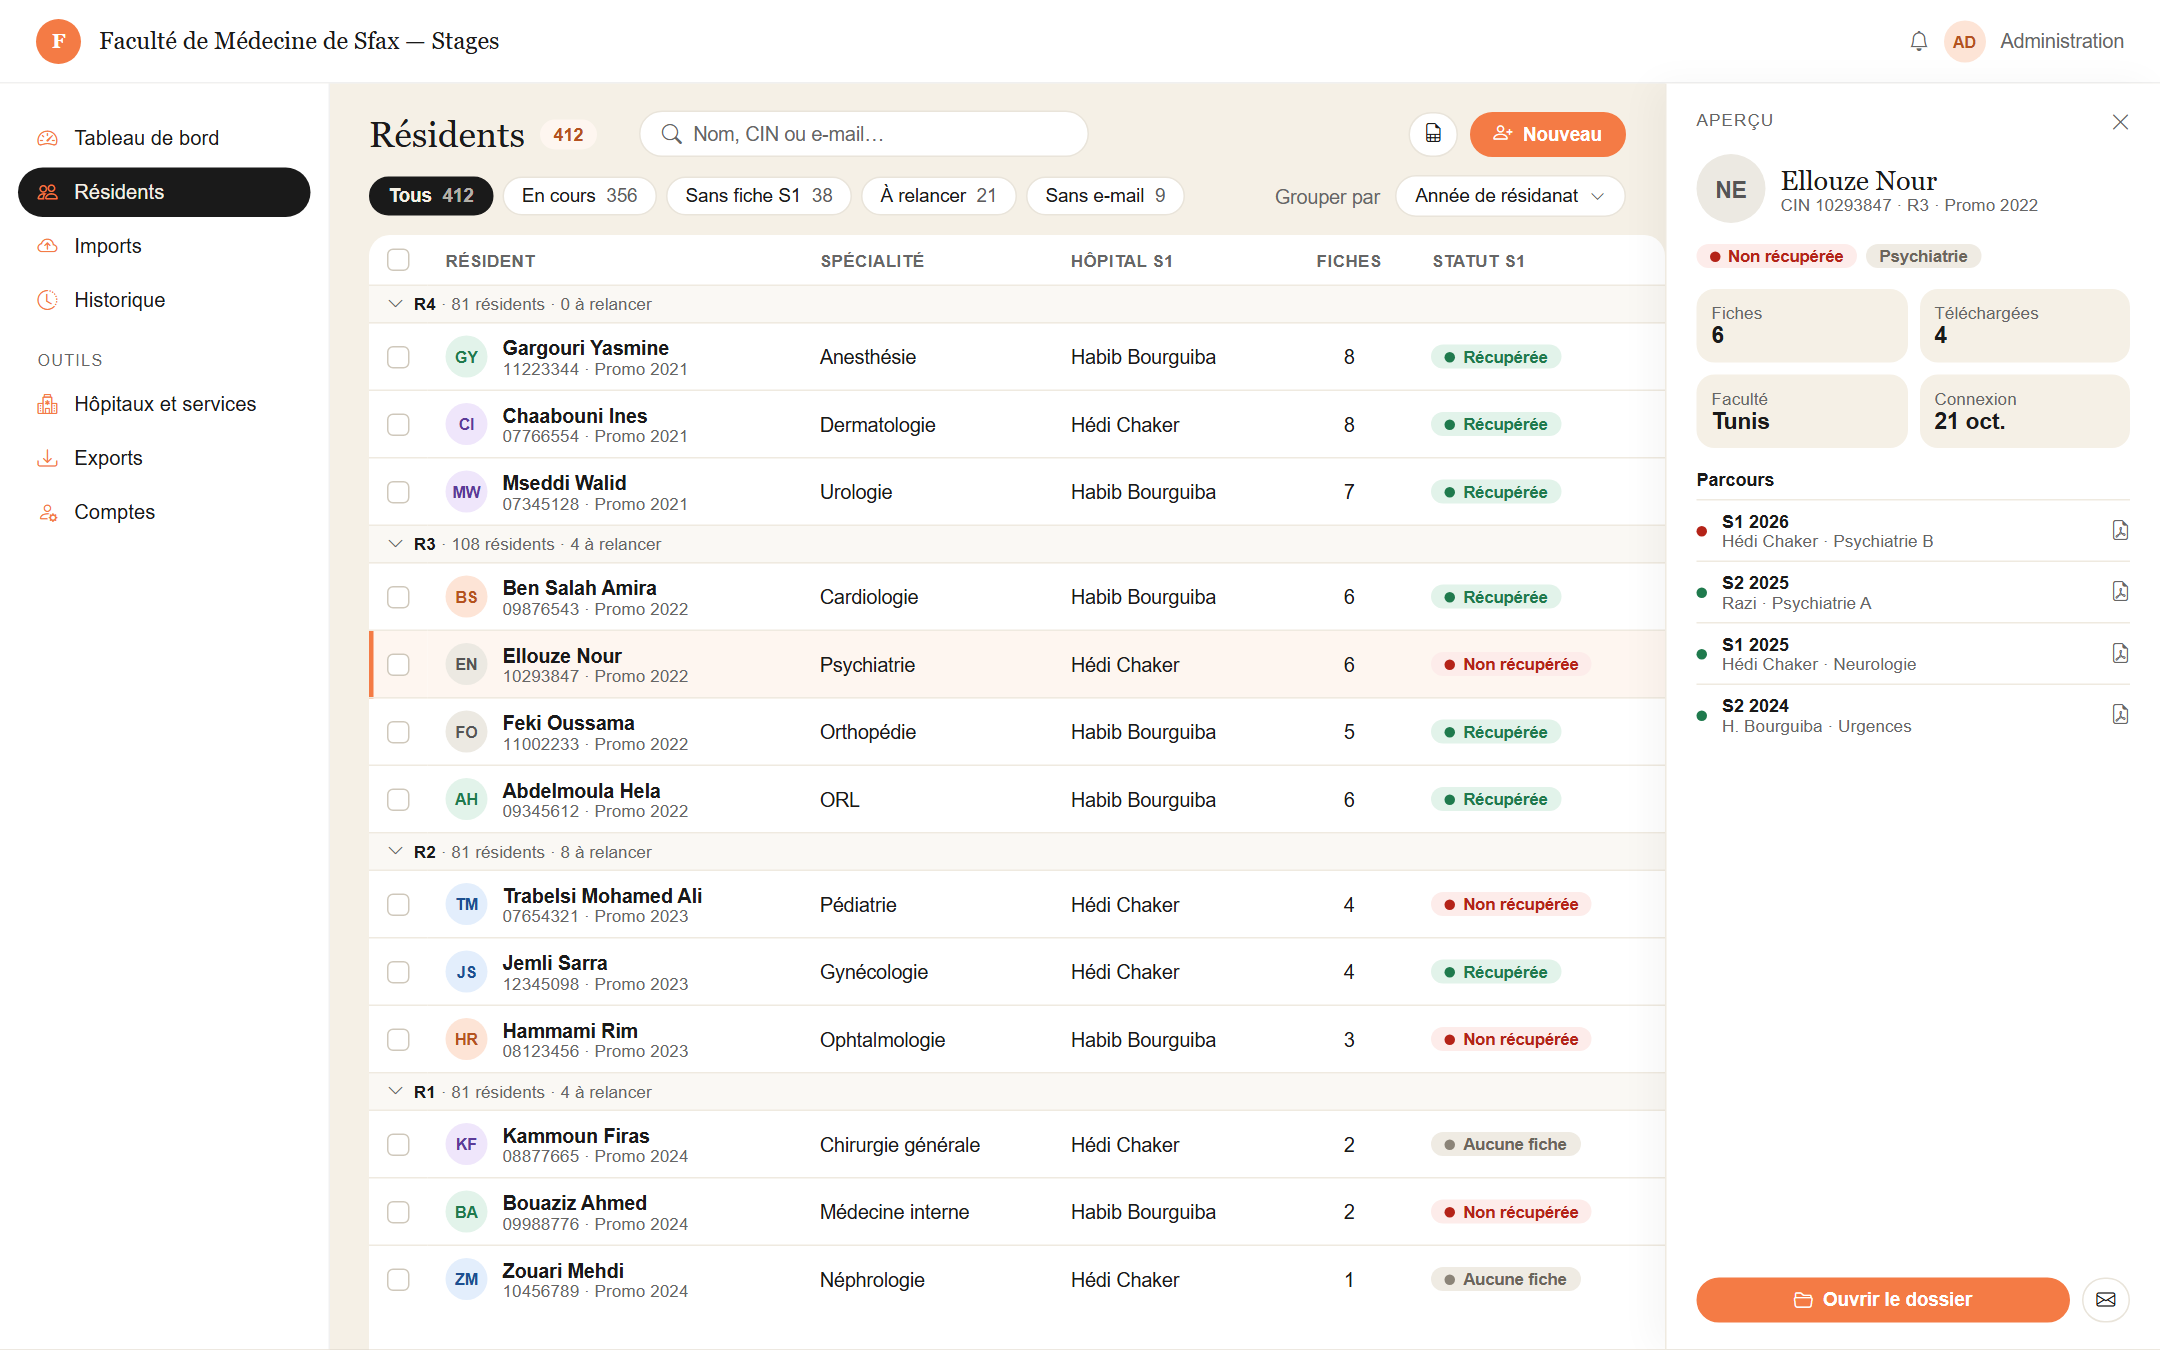 F
Faculté de Médecine de Sfax — Stages
AD
Administration
Tableau de bord
Résidents
Imports
Historique
OUTILS
Hôpitaux et services
Exports
Comptes
Résidents
412
Nom, CIN ou e-mail…
Nouveau
Tous 412
En cours 356
Sans fiche S1 38
À relancer 21
Sans e-mail 9
Grouper par
Année de résidanat
RÉSIDENT
SPÉCIALITÉ
HÔPITAL S1
FICHES
STATUT S1
R4 · 81 résidents · 0 à relancer
GY
Gargouri Yasmine
11223344 · Promo 2021
Anesthésie
Habib Bourguiba
8
Récupérée
CI
Chaabouni Ines
07766554 · Promo 2021
Dermatologie
Hédi Chaker
8
Récupérée
MW
Mseddi Walid
07345128 · Promo 2021
Urologie
Habib Bourguiba
7
Récupérée
R3 · 108 résidents · 4 à relancer
BS
Ben Salah Amira
09876543 · Promo 2022
Cardiologie
Habib Bourguiba
6
Récupérée
EN
Ellouze Nour
10293847 · Promo 2022
Psychiatrie
Hédi Chaker
6
Non récupérée
FO
Feki Oussama
11002233 · Promo 2022
Orthopédie
Habib Bourguiba
5
Récupérée
AH
Abdelmoula Hela
09345612 · Promo 2022
ORL
Habib Bourguiba
6
Récupérée
R2 · 81 résidents · 8 à relancer
TM
Trabelsi Mohamed Ali
07654321 · Promo 2023
Pédiatrie
Hédi Chaker
4
Non récupérée
JS
Jemli Sarra
12345098 · Promo 2023
Gynécologie
Hédi Chaker
4
Récupérée
HR
Hammami Rim
08123456 · Promo 2023
Ophtalmologie
Habib Bourguiba
3
Non récupérée
R1 · 81 résidents · 4 à relancer
KF
Kammoun Firas
08877665 · Promo 2024
Chirurgie générale
Hédi Chaker
2
Aucune fiche
BA
Bouaziz Ahmed
09988776 · Promo 2024
Médecine interne
Habib Bourguiba
2
Non récupérée
ZM
Zouari Mehdi
10456789 · Promo 2024
Néphrologie
Hédi Chaker
1
Aucune fiche
APERÇU
NE
Ellouze Nour
CIN 10293847 · R3 · Promo 2022
Non récupérée
Psychiatrie
Fiches
6
Téléchargées
4
Faculté
Tunis
Connexion
21 oct.
Parcours
S1 2026
Hédi Chaker · Psychiatrie B
S2 2025
Razi · Psychiatrie A
S1 2025
Hédi Chaker · Neurologie
S2 2024
H. Bourguiba · Urgences
Ouvrir le dossier